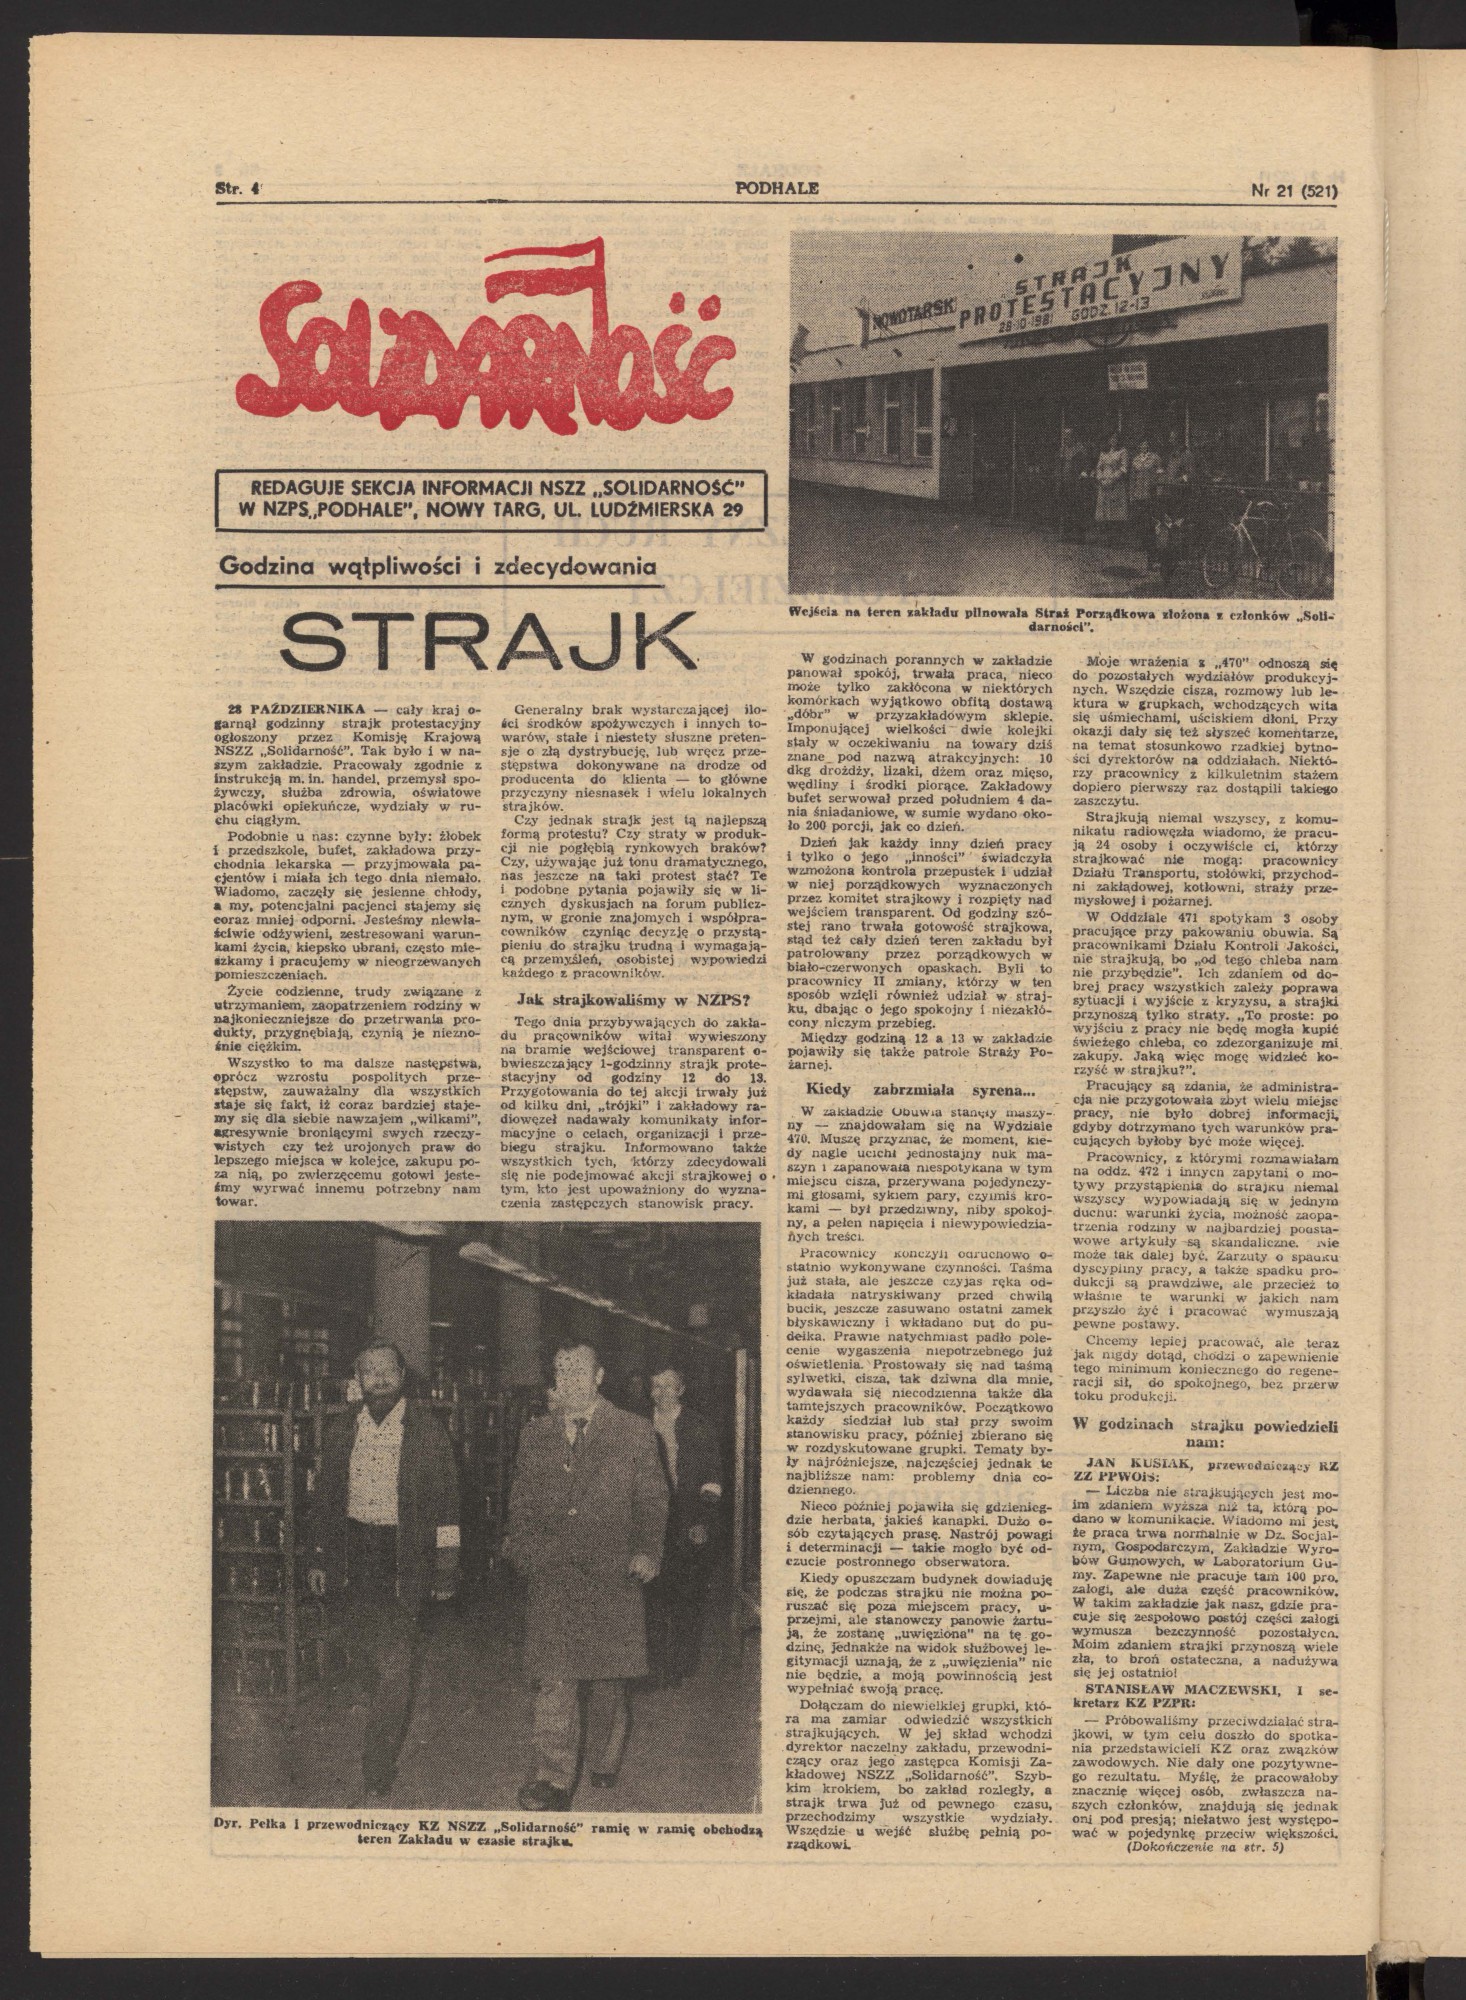 Str. 4
PODHALE
Nr 21 (521)
Solidarność
REDAGUJE SEKCJA INFORMACJI NSZZ „SOLIDARNOŚĆ”
W NZPS„PODHALE”, NOWY TARG, UL. LUDŹMIERSKA 29
Godzina wątpliwości i zdecydowania
STRAJK
28 PAŹDZIERNIKA — cały kraj o-
garnął godzinny strajk protestacyjny
ogłoszony przez Komisję Krajową
NSZZ „Solidarność”. Tak było i w na-
szym zakładzie. Pracowały zgodnie z
instrukcją m. in. handel, przemysł spo-
żywczy, służba zdrowia, oświatowe
placówki opiekuńcze, wydziały w ru-
chu ciągłym.
Podobnie u nas: czynne były: żłobek
i przedszkole, bufet, zakładowa przy-
chodnia lekarska — przyjmowała pa-
cjentów i miała ich tego dnia niemało.
Wiadomo, zaczęły się jesienne chłody,
a my, potencjalni pacjenci stajemy się
coraz mniej odporni. Jesteśmy niewła-
ściwie odżywieni, zestresowani warun-
kami życia, kiepsko ubrani, często mie-
szkamy i pracujemy w nieogrzewanych
pomieszczeniach.
Życie codzienne, trudy związane z
utrzymaniem, zaopatrzeniem rodziny w
najkonieczniejsze do przetrwania pro-
dukty, przygnębiają, czynią je niezno-
śnie ciężkim.
Wszystko to ma dalsze następstwa,
oprócz wzrostu pospolitych prze-
stępstw, zauważalny dla wszystkich
staje się fakt, iż coraz bardziej staje-
my się dla siebie nawzajem „wilkami”,
agresywnie broniącymi swych rzeczy-
wistych czy też urojonych praw do
lepszego miejsca w kolejce, zakupu po-
za nią, po zwierzęcemu gotowi jeste-
śmy wyrwać innemu potrzebny nam
towar.
Generalny brak wystarczającej ilo-
ści środków spożywczych i innych to-
warów, stałe i niestety słuszne preten-
sje o złą dystrybucję, lub wręcz prze-
stępstwa dokonywane na drodze od
producenta do klienta — to główne
przyczyny niesnasek i wielu lokalnych
strajków.
Czy jednak strajk jest tą najlepszą
formą protestu? Czy straty w produk-
cji nie pogłębią rynkowych braków?
Czy, używając już tonu dramatycznego,
nas jeszcze na taki protest stać? Te
i podobne pytania pojawiły się w li-
cznych dyskusjach na forum publicz-
nym, w gronie znajomych i współpra-
cowników czyniąc decyzję o przystą-
pieniu do strajku trudną i wymagają-
cą przemyśleń, osobistej wypowiedzi
każdego z pracowników.
Jak strajkowaliśmy w NZPS?
Tego dnia przybywających do zakła-
du pracowników witał wywieszony
na bramie wejściowej transparent o-
bwieszczający 1-godzinny strajk prote-
stacyjny od godziny 12 do 13.
Przygotowania do tej akcji trwały już
od kilku dni, „trójki” i zakładowy ra-
diowęzeł nadawały komunikaty infor-
macyjne o celach, organizacji i prze-
biegu strajku. Informowano także
wszystkich tych, którzy zdecydowali
się nie podejmować akcji strajkowej o
tym, kto jest upoważniony do wyzna-
czenia zastępczych stanowisk pracy.
Dyr. Pelka i przewodniczący KZ NSZZ „Solidarność” ramię w ramię obchodzą
teren Zakładu w czasie strajku.
NOWOTARSKI
STRAJK
PROTESTACYJNY
28-10-1981 GODZ. 12-13
Wejścia na teren zakładu pilnowała Straż Porządkowa złożona z członków „Soli-
darności”.
W godzinach porannych w zakładzie
panował spokój, trwała praca, nieco
może tylko zakłócona w niektórych
komórkach wyjątkowo obfitą dostawą
„dóbr” w przyzakładowym sklepie.
Imponującej wielkości dwie kolejki
stały w oczekiwaniu na towary dziś
znane pod nazwą atrakcyjnych: 10
dkg drożdży, lizaki, dżem oraz mięso,
wędliny i środki piorące. Zakładowy
bufet serwował przed południem 4 da-
nia śniadaniowe, w sumie wydano oko-
ło 200 porcji, jak co dzień.
Dzień jak każdy inny dzień pracy
i tylko o jego „inności” świadczyła
wzmożona kontrola przepustek i udział
w niej porządkowych wyznaczonych
przez komitet strajkowy i rozpięty nad
wejściem transparent. Od godziny szó-
stej rano trwała gotowość strajkowa,
stąd też cały dzień teren zakładu był
patrolowany przez porządkowych w
biało-czerwonych opaskach. Byli to
pracownicy II zmiany, którzy w ten
sposób wzięli również udział w straj-
ku, dbając o jego spokojny i niezakłó-
cony niczym przebieg.
Między godziną 12 a 13 w zakładzie
pojawiły się także patrole Straży Po-
żarnej.
Kiedy zabrzmiała syrena...
W zakładzie Obuwia stanęły maszy-
ny — znajdowałam się na Wydziale
470. Muszę przyznać, że moment, kie-
dy nagle ucichł jednostajny huk ma-
szyn i zapanowała niespotykana w tym
miejscu cisza, przerywana pojedynczy-
mi głosami, sykiem pary, czyimiś kro-
kami — był przedziwny, niby spokoj-
ny, a pełen napięcia i niewypowiedzia-
nych treści.
Pracownicy kończyli odruchowo o-
statnio wykonywane czynności. Taśma
już stała, ale jeszcze czyjaś ręka od-
kładała natryskiwany przed chwilą
bucik, jeszcze zasuwano ostatni zamek
błyskawiczny i wkładano but do pu-
dełka. Prawie natychmiast padło pole-
cenie wygaszenia niepotrzebnego już
oświetlenia. Prostowały się nad taśmą
sylwetki, cisza, tak dziwna dla mnie,
wydawała się niecodzienna także dla
tamtejszych pracowników. Początkowo
każdy siedział lub stał przy swoim
stanowisku pracy, później zbierano się
w rozdyskutowane grupki. Tematy by-
ły najróżniejsze, najczęściej jednak te
najbliższe nam: problemy dnia co-
dziennego.
Nieco później pojawiła się gdzienieg-
dzie herbata, jakieś kanapki. Dużo o-
sób czytających prasę. Nastrój powagi
i determinacji — takie mogło być od-
czucie postronnego obserwatora.
Kiedy opuszczam budynek dowiaduję
się, że podczas strajku nie można po-
ruszać się poza miejscem pracy, u-
przejmi, ale stanowczy panowie żartu-
ją, że zostanę „uwięziona” na tę go-
dzinę, jednakże na widok służbowej le-
gitymacji uznają, że z „uwięzienia” nic
nie będzie, a moją powinnością jest
wypełniać swoją pracę.
Dołączam do niewielkiej grupki, któ-
ra ma zamiar odwiedzić wszystkich
strajkujących. W jej skład wchodzi
dyrektor naczelny zakładu, przewodni-
czący oraz jego zastępca Komisji Za-
kładowej NSZZ „Solidarność”. Szyb-
kim krokiem, bo zakład rozległy, a
strajk trwa już od pewnego czasu,
przechodzimy wszystkie wydziały.
Wszędzie u wejść służbę pełnią po-
rządkowi.
Moje wrażenia z „470” odnoszą się
do pozostałych wydziałów produkcyj-
nych. Wszędzie cisza, rozmowy lub le-
ktura w grupkach, wchodzących wita
się uśmiechami, uściskiem dłoni. Przy
okazji dały się też słyszeć komentarze,
na temat stosunkowo rzadkiej bytno-
ści dyrektorów na oddziałach. Niektó-
rzy pracownicy z kilkuletnim stażem
dopiero pierwszy raz dostąpili takiego
zaszczytu.
Strajkują niemal wszyscy, z komu-
nikatu radiowęzła wiadomo, że pracu-
ją 24 osoby i oczywiście ci, którzy
strajkować nie mogą: pracownicy
Działu Transportu, stołówki, przychod-
ni zakładowej, kotłowni, straży prze-
mysłowej i pożarnej.
W Oddziale 471 spotykam 3 osoby
pracujące przy pakowaniu obuwia. Są
pracownikami Działu Kontroli Jakości,
nie strajkują, bo „od tego chleba nam
nie przybędzie”. Ich zdaniem od do-
brej pracy wszystkich zależy poprawa
sytuacji i wyjście z kryzysu, a strajki
przynoszą tylko straty. „To proste: po
wyjściu z pracy nie będę mogła kupić
świeżego chleba, co zdezorganizuje mi
zakupy. Jaką więc mogę widzieć ko-
rzyść w strajku?”.
Pracujący są zdania, że administra-
cja nie przygotowała zbyt wielu miejsc
pracy, nie było dobrej informacji,
gdyby dotrzymano tych warunków pra-
cujących byłoby być może więcej.
Pracownicy, z którymi rozmawiałam
na oddz. 472 i innych zapytani o mo-
tywy przystąpienia do strajku niemal
wszyscy wypowiadają się w jednym
duchu: warunki życia, możność zaopa-
trzenia rodziny w najbardziej podsta-
wowe artykuły są skandaliczne. Nie
może tak dalej być. Zarzuty o spadku
dyscypliny pracy, a także spadku pro-
dukcji są prawdziwe, ale przecież to
właśnie te warunki w jakich nam
przyszło żyć i pracować wymuszają
pewne postawy.
Chcemy lepiej pracować, ale teraz
jak nigdy dotąd, chodzi o zapewnienie
tego minimum koniecznego do regene-
racji sił, do spokojnego, bez przerw
toku produkcji.
W godzinach strajku powiedzieli
nam:
JAN KUSIAK, przewodniczący RZ
ZZ PPWOiS:
— Liczba nie strajkujących jest mo-
im zdaniem wyższa niż ta, którą po-
dano w komunikacie. Wiadomo mi jest,
że praca trwa normalnie w Dz. Socjal-
nym, Gospodarczym, Zakładzie Wyro-
bów Gumowych, w Laboratorium Gu-
my. Zapewne nie pracuje tam 100 pro.
załogi, ale duża część pracowników.
W takim zakładzie jak nasz, gdzie pra-
cuje się zespołowo postój części załogi
wymusza bezczynność pozostałych.
Moim zdaniem strajki przynoszą wiele
zła, to broń ostateczna, a nadużywa
się jej ostatnio!
STANISŁAW MACZEWSKI, I se-
kretarz KZ PZPR:
— Próbowaliśmy przeciwdziałać stra-
jkowi, w tym celu doszło do spotka-
nia przedstawicieli KZ oraz związków
zawodowych. Nie dały one pozytywne-
go rezultatu. Myślę, że pracowałoby
znacznie więcej osób, zwłaszcza na-
szych członków, znajdują się jednak
oni pod presją; niełatwo jest występo-
wać w pojedynkę przeciw większości.
(Dokończenie na str. 5)